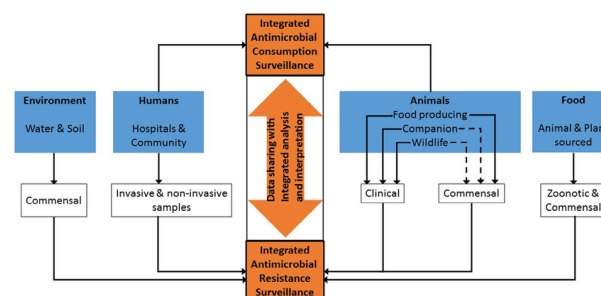 Integrated
Antimicrobial
Consumption
Surveillance
Environment
Water & Soil
Humans
Hospitals &
Community
Data sharing with
Integrated analysis
and interpretation
Animals
Food producing
Companion
Wildlife
Food
Animal & Plan
sourced
Commensal
Invasive & non-invasive
samples
Clinical
Commensal
Zoonotic &
Commensal
Integrated
Antimicrobial
Resistance
Surveillance